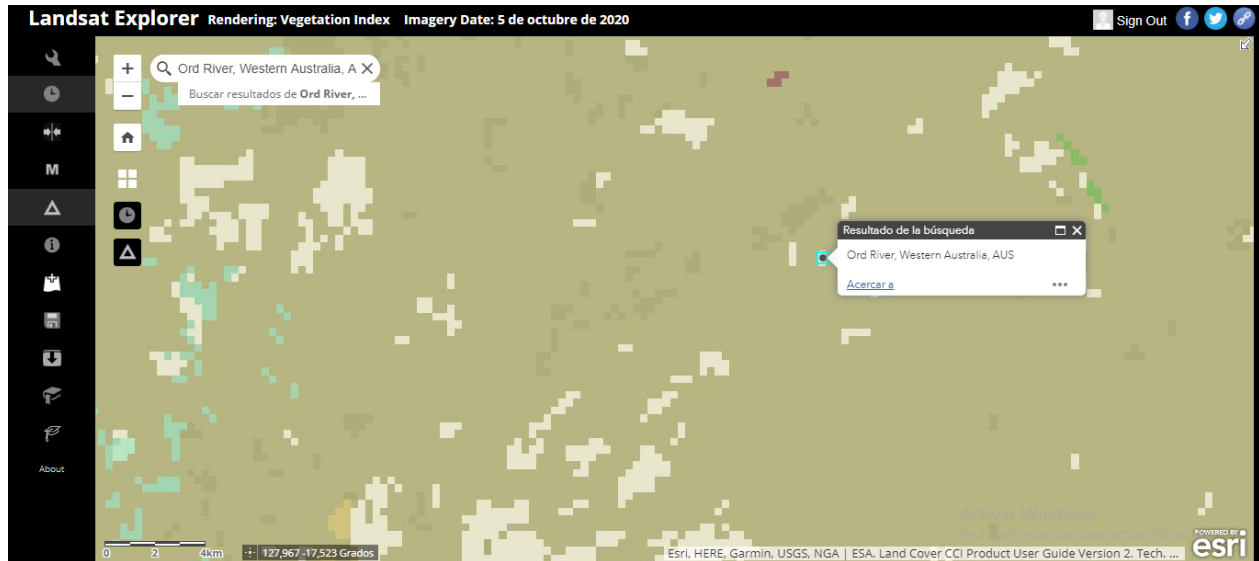 Landsat Explorer Rendering: Vegetation Index Imagery Date: 5 de octubre de 2020
Sign Out
Ord River, Western Australia, A
Buscar resultados de Ord River, ...
M
Resultado de la búsqueda
Ord River, Western Australia, AUS
Acercar a
About
Activar Windows
0 2 4km
127,967 -17,523 Grados
Esri, HERE, Garmin, USGS, NGA | ESA. Land Cover CCI Product User Guide Version 2. Tech. ...
POWERED BY
esri